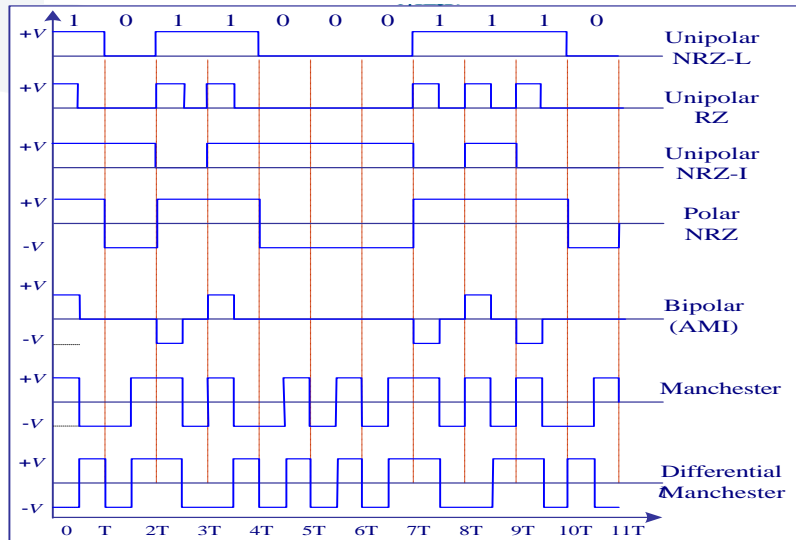 1 0 1 1 0 0 0 1 1 1 0
+V
Unipolar
NRZ-L
+V
Unipolar
RZ
+V
Unipolar
NRZ-I
+V
Polar
NRZ
-V
+V
Bipolar
(AMI)
-V
+V
Manchester
-V
+V
Differential
Manchester
-V
0 T 2T 3T 4T 5T 6T 7T 8T 9T 10T 11T